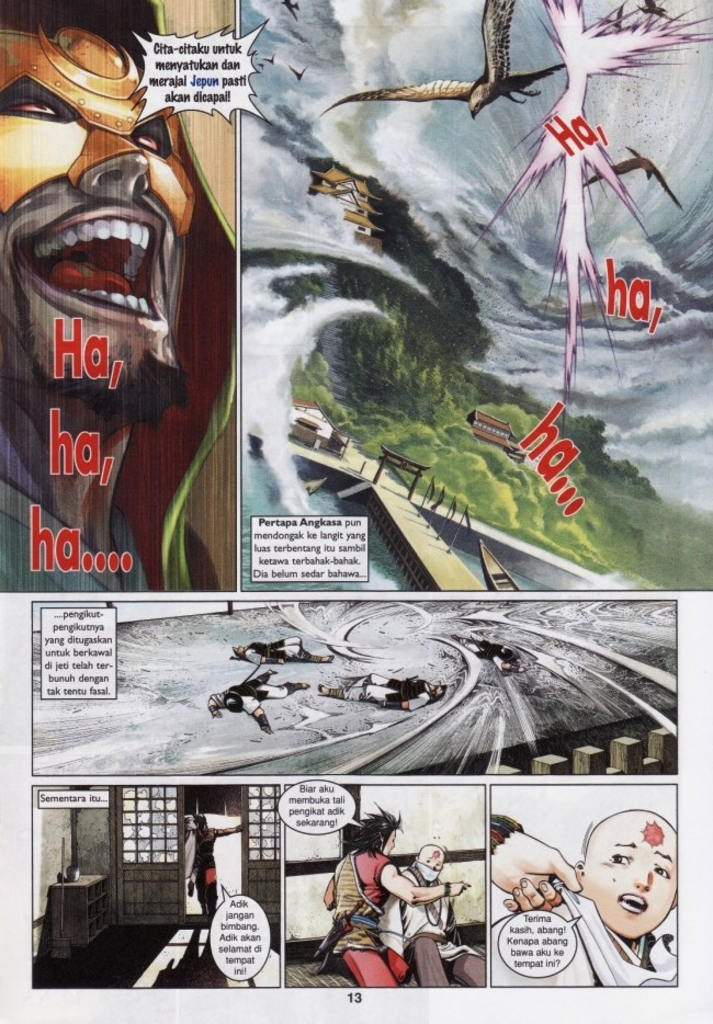 Cita-citaku untuk
menyatukan dan
merajai Jepun pasti
akan dicapai!
Ha,
ha,
ha....
Ha,
ha,
ha...
Pertapa Angkasa pun
mendongak ke langit yang
luas terbentang itu sambil
ketawa terbahak-bahak.
Dia belum sedar bahawa...
....pengikut-
pengikutnya
yang ditugaskan
untuk berkawal
di jeti telah ter-
bunuh dengan
tak tentu fasal.
Sementara itu...
Adik
jangan
bimbang.
Adik akan
selamat di
tempat
ini!
Biar aku
membuka tali
pengikat adik
sekarang!
Terima
kasih, abang!
Kenapa abang
bawa aku ke
tempat ini?
13